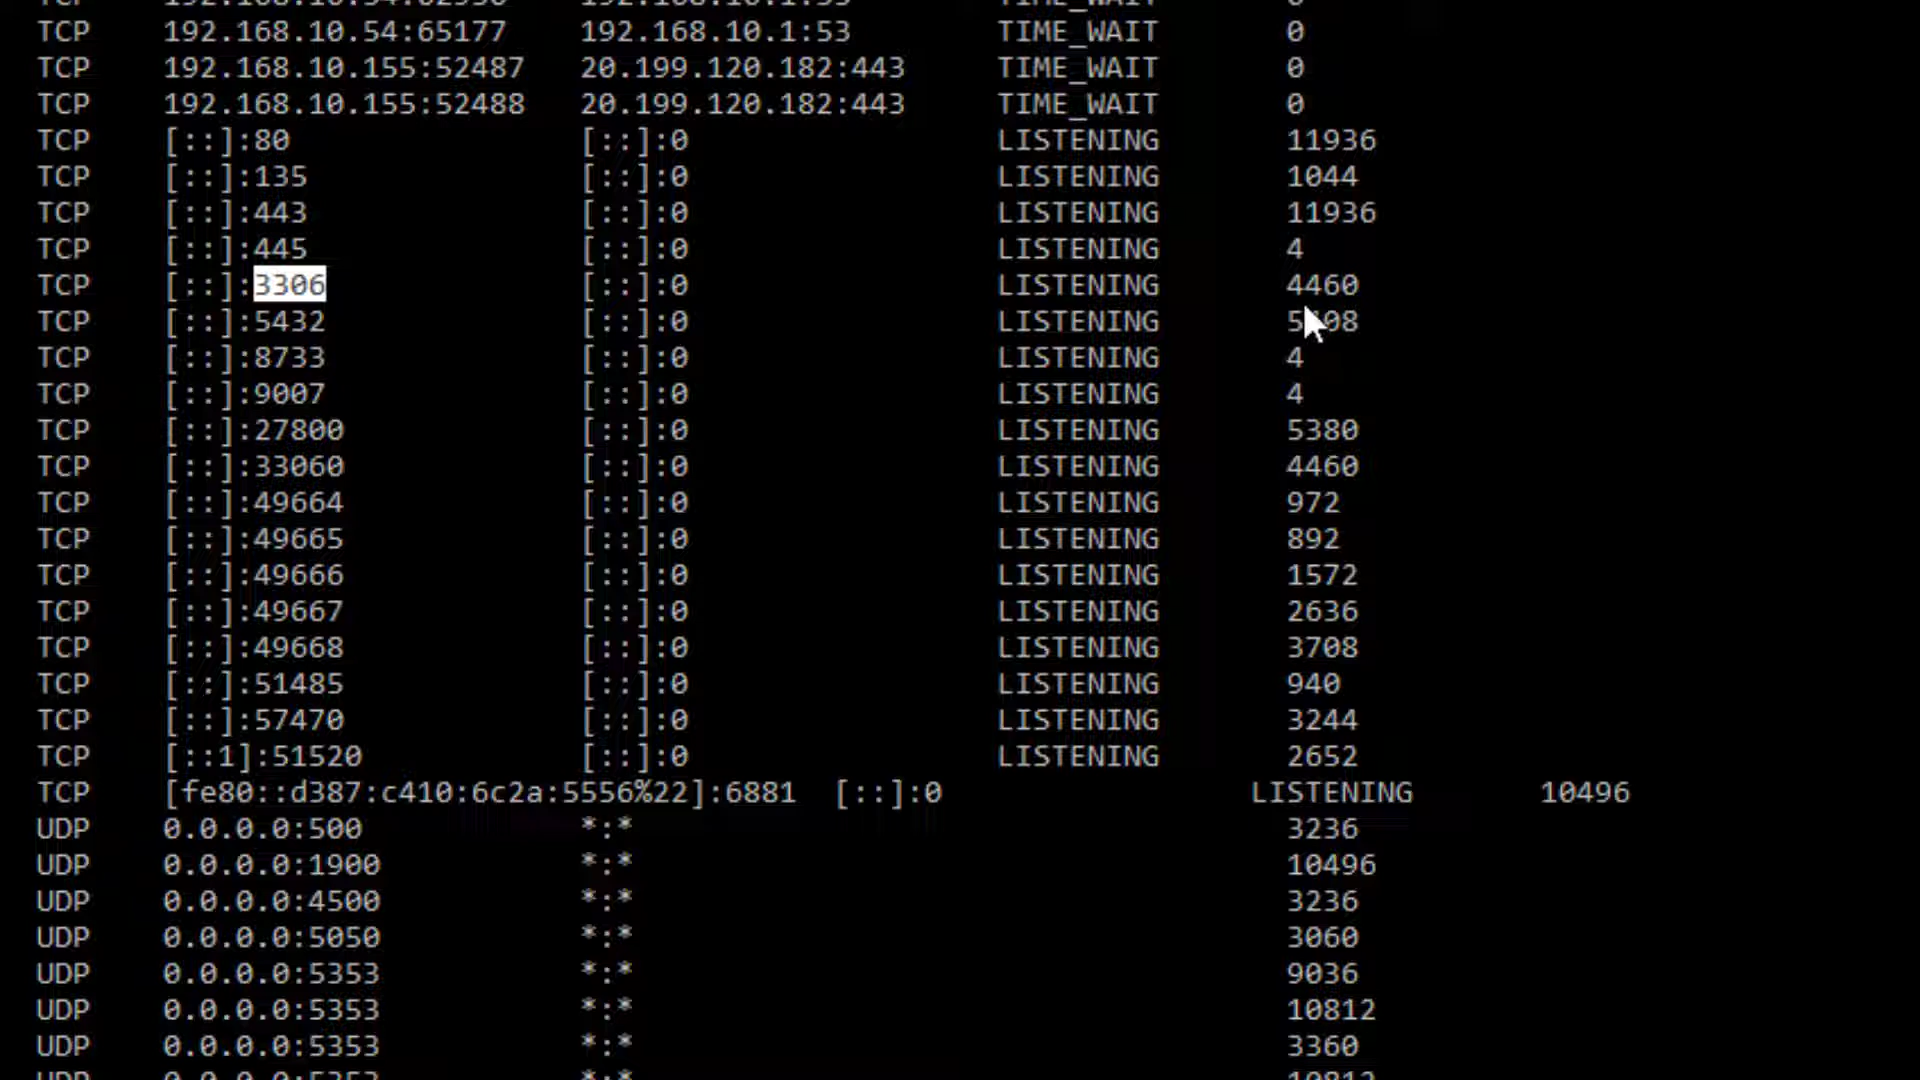 TCP 192.168.10.54:65177 192.168.10.1:53 TIME_WAIT 0
TCP 192.168.10.155:52487 20.199.120.182:443 TIME_WAIT 0
TCP 192.168.10.155:52488 20.199.120.182:443 TIME_WAIT 0
TCP [::]:80 [::]:0 LISTENING 11936
TCP [::]:135 [::]:0 LISTENING 1044
TCP [::]:443 [::]:0 LISTENING 11936
TCP [::]:445 [::]:0 LISTENING 4
TCP [::]:3306 [::]:0 LISTENING 4460
TCP [::]:5432 [::]:0 LISTENING
TCP [::]:8733 [::]:0 LISTENING 4
TCP [::]:9007 [::]:0 LISTENING 4
TCP [::]:27800 [::]:0 LISTENING 5380
TCP [::]:33060 [::]:0 LISTENING 4460
TCP [::]:49664 [::]:0 LISTENING 972
TCP [::]:49665 [::]:0 LISTENING 892
TCP [::]:49666 [::]:0 LISTENING 1572
TCP [::]:49667 [::]:0 LISTENING 2636
TCP [::]:49668 [::]:0 LISTENING 3708
TCP [::]:51485 [::]:0 LISTENING 940
TCP [::]:57470 [::]:0 LISTENING 3244
TCP [::1]:51520 [::]:0 LISTENING 2652
TCP [fe80::d387:c410:6c2a:5556%22]:6881 [::]:0 LISTENING 10496
UDP 0.0.0.0:500 *:* 3236
UDP 0.0.0.0:1900 *:* 10496
UDP 0.0.0.0:4500 *:* 3236
UDP 0.0.0.0:5050 *:* 3060
UDP 0.0.0.0:5353 *:* 9036
UDP 0.0.0.0:5353 *:* 10812
UDP 0.0.0.0:5353 *:* 3360